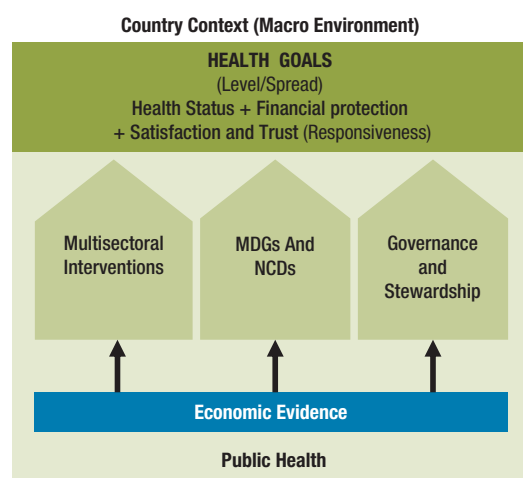 Country Context (Macro Environment)
HEALTH GOALS
(Level/Spread)
Health Status + Financial protection
+ Satisfaction and Trust (Responsiveness)
Multisectoral
Interventions
MDGs And
NCDs
Governance
and
Stewardship
Economic Evidence
Public Health